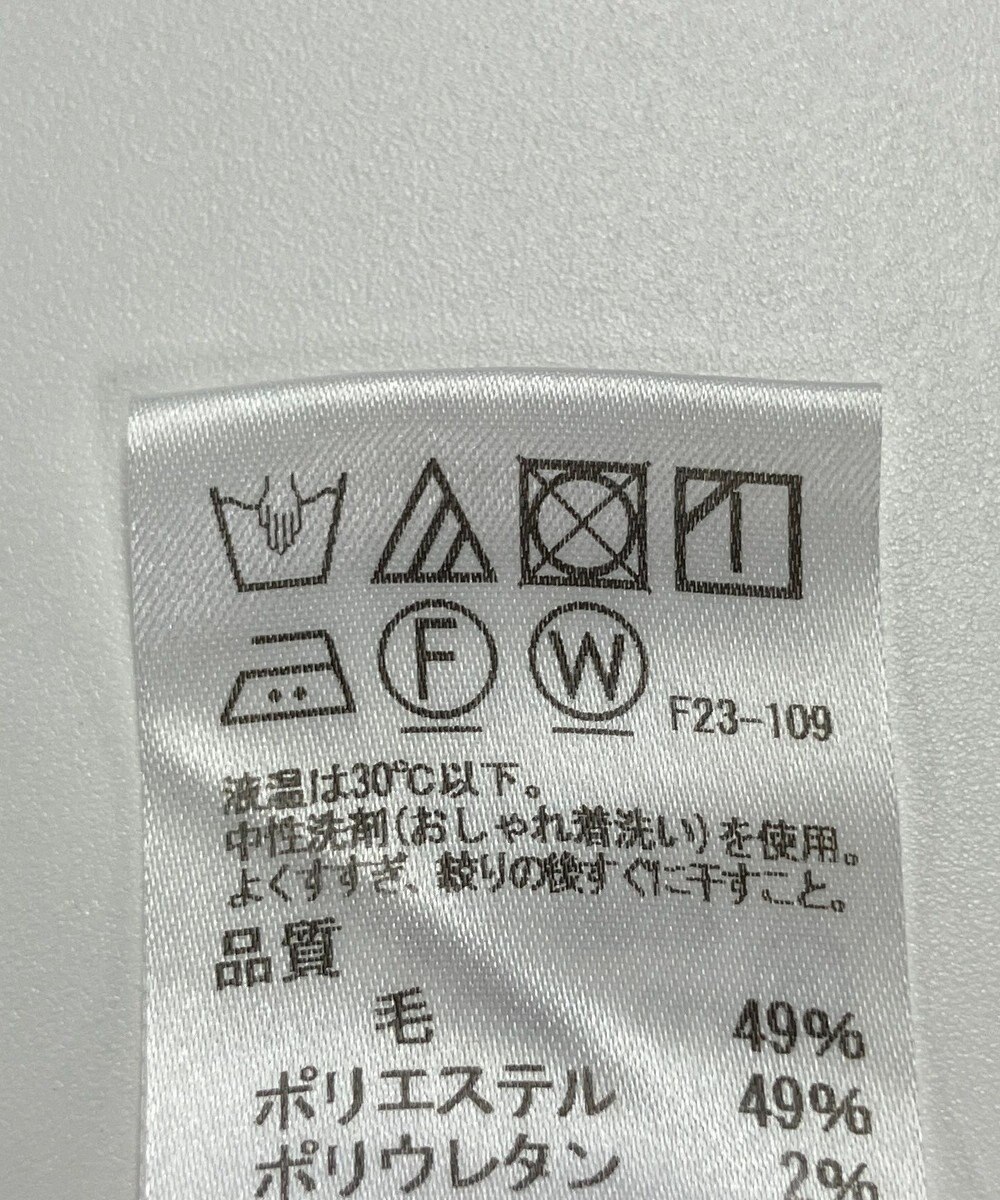 F
W
F23-109
液温は30℃以下。
中性洗剤(おしゃれ着洗い)を使用。
よくすすぎ、絞りの後すぐに干すこと。
品質
毛 49%
ポリエステル 49%
ポリウレタン 2%